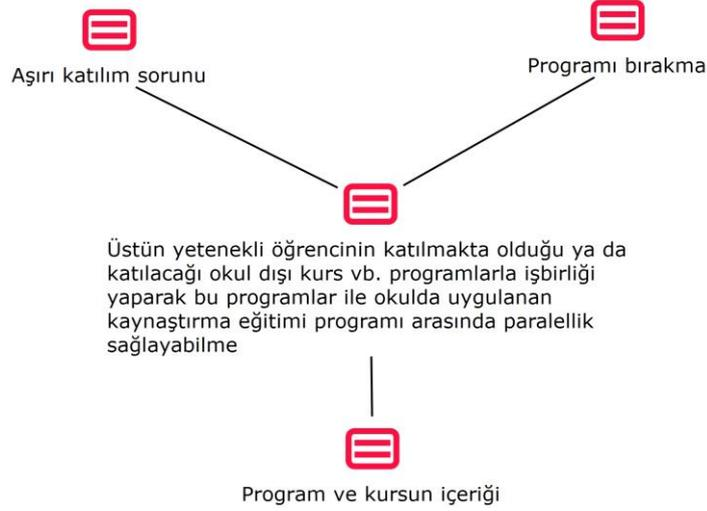 Aşırı katılım sorunu
Programı bırakma
Üstün yetenekli öğrencinin katılmakta olduğu ya da
katılacağı okul dışı kurs vb. programlarla işbirliği
yaparak bu programlar ile okulda uygulanan
kaynaştırma eğitimi programı arasında paralellik
sağlayabilme
Program ve kursun içeriği